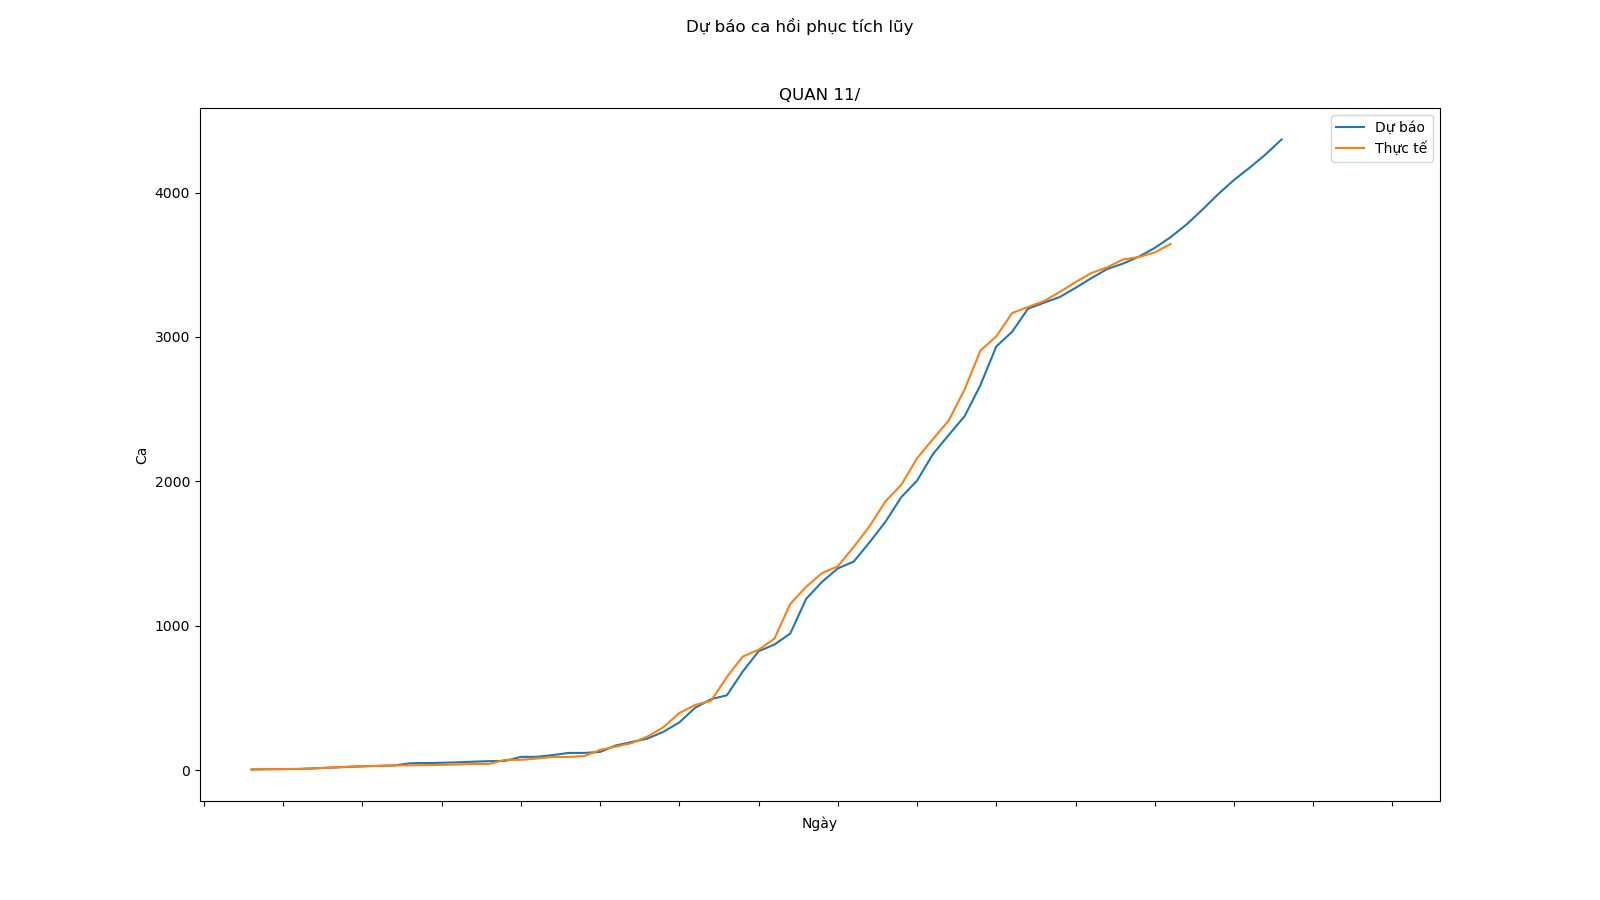 Dự báo ca hồi phục tích lũy
QUAN 11/
Dự báo
Thực tế
4000
3000
2000
1000
0
Ca
Ngày